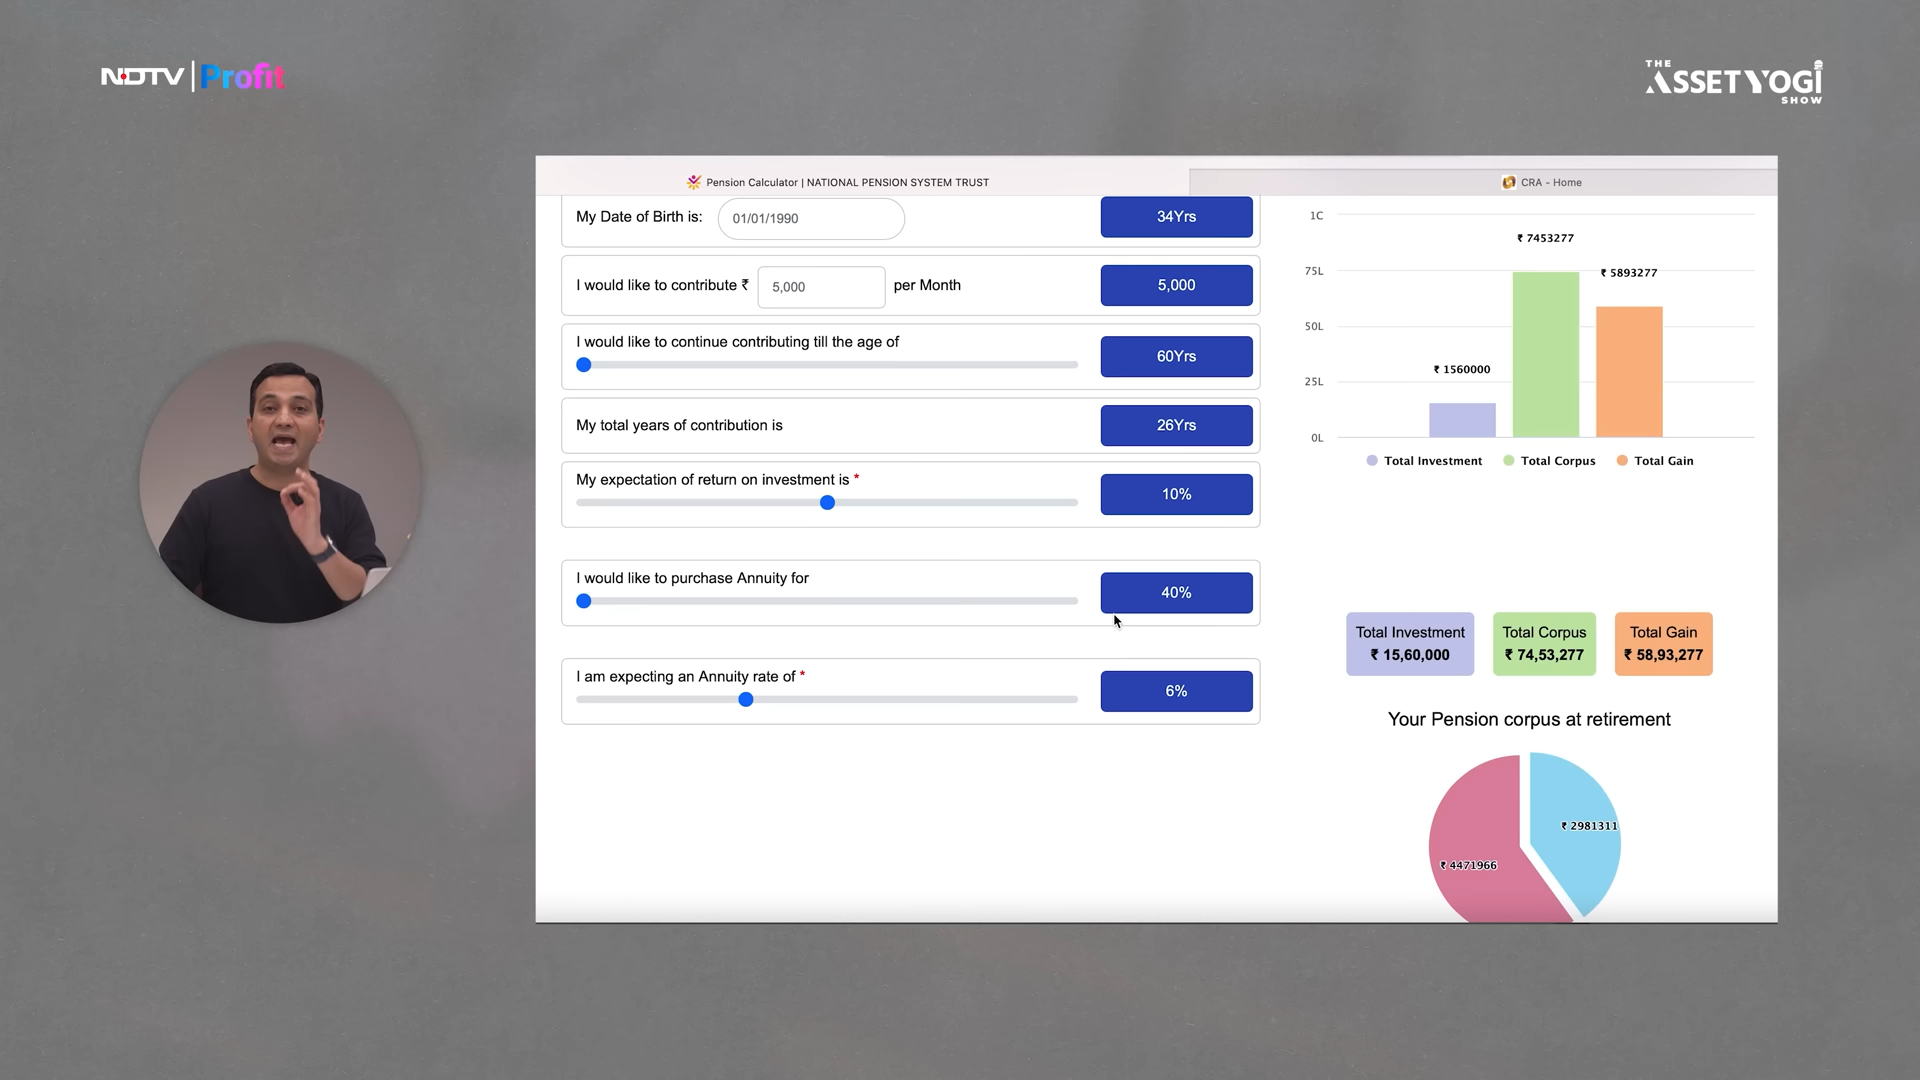 NDTV | Profit
THE
ASSET YOGI
SHOW
Pension Calculator | NATIONAL PENSION SYSTEM TRUST
CRA - Home
My Date of Birth is: 01/01/1990 34Yrs
I would like to contribute ₹ 5,000 per Month 5,000
I would like to continue contributing till the age of
60Yrs
My total years of contribution is 26Yrs
My expectation of return on investment is *
10%
I would like to purchase Annuity for
40%
I am expecting an Annuity rate of *
6%
1C
₹ 7453277
75L
₹ 5893277
50L
₹ 1560000
25L
0L
Total Investment Total Corpus Total Gain
Total Investment
₹ 15,60,000
Total Corpus
₹ 74,53,277
Total Gain
₹ 58,93,277
Your Pension corpus at retirement
₹ 2981311
₹ 4471966